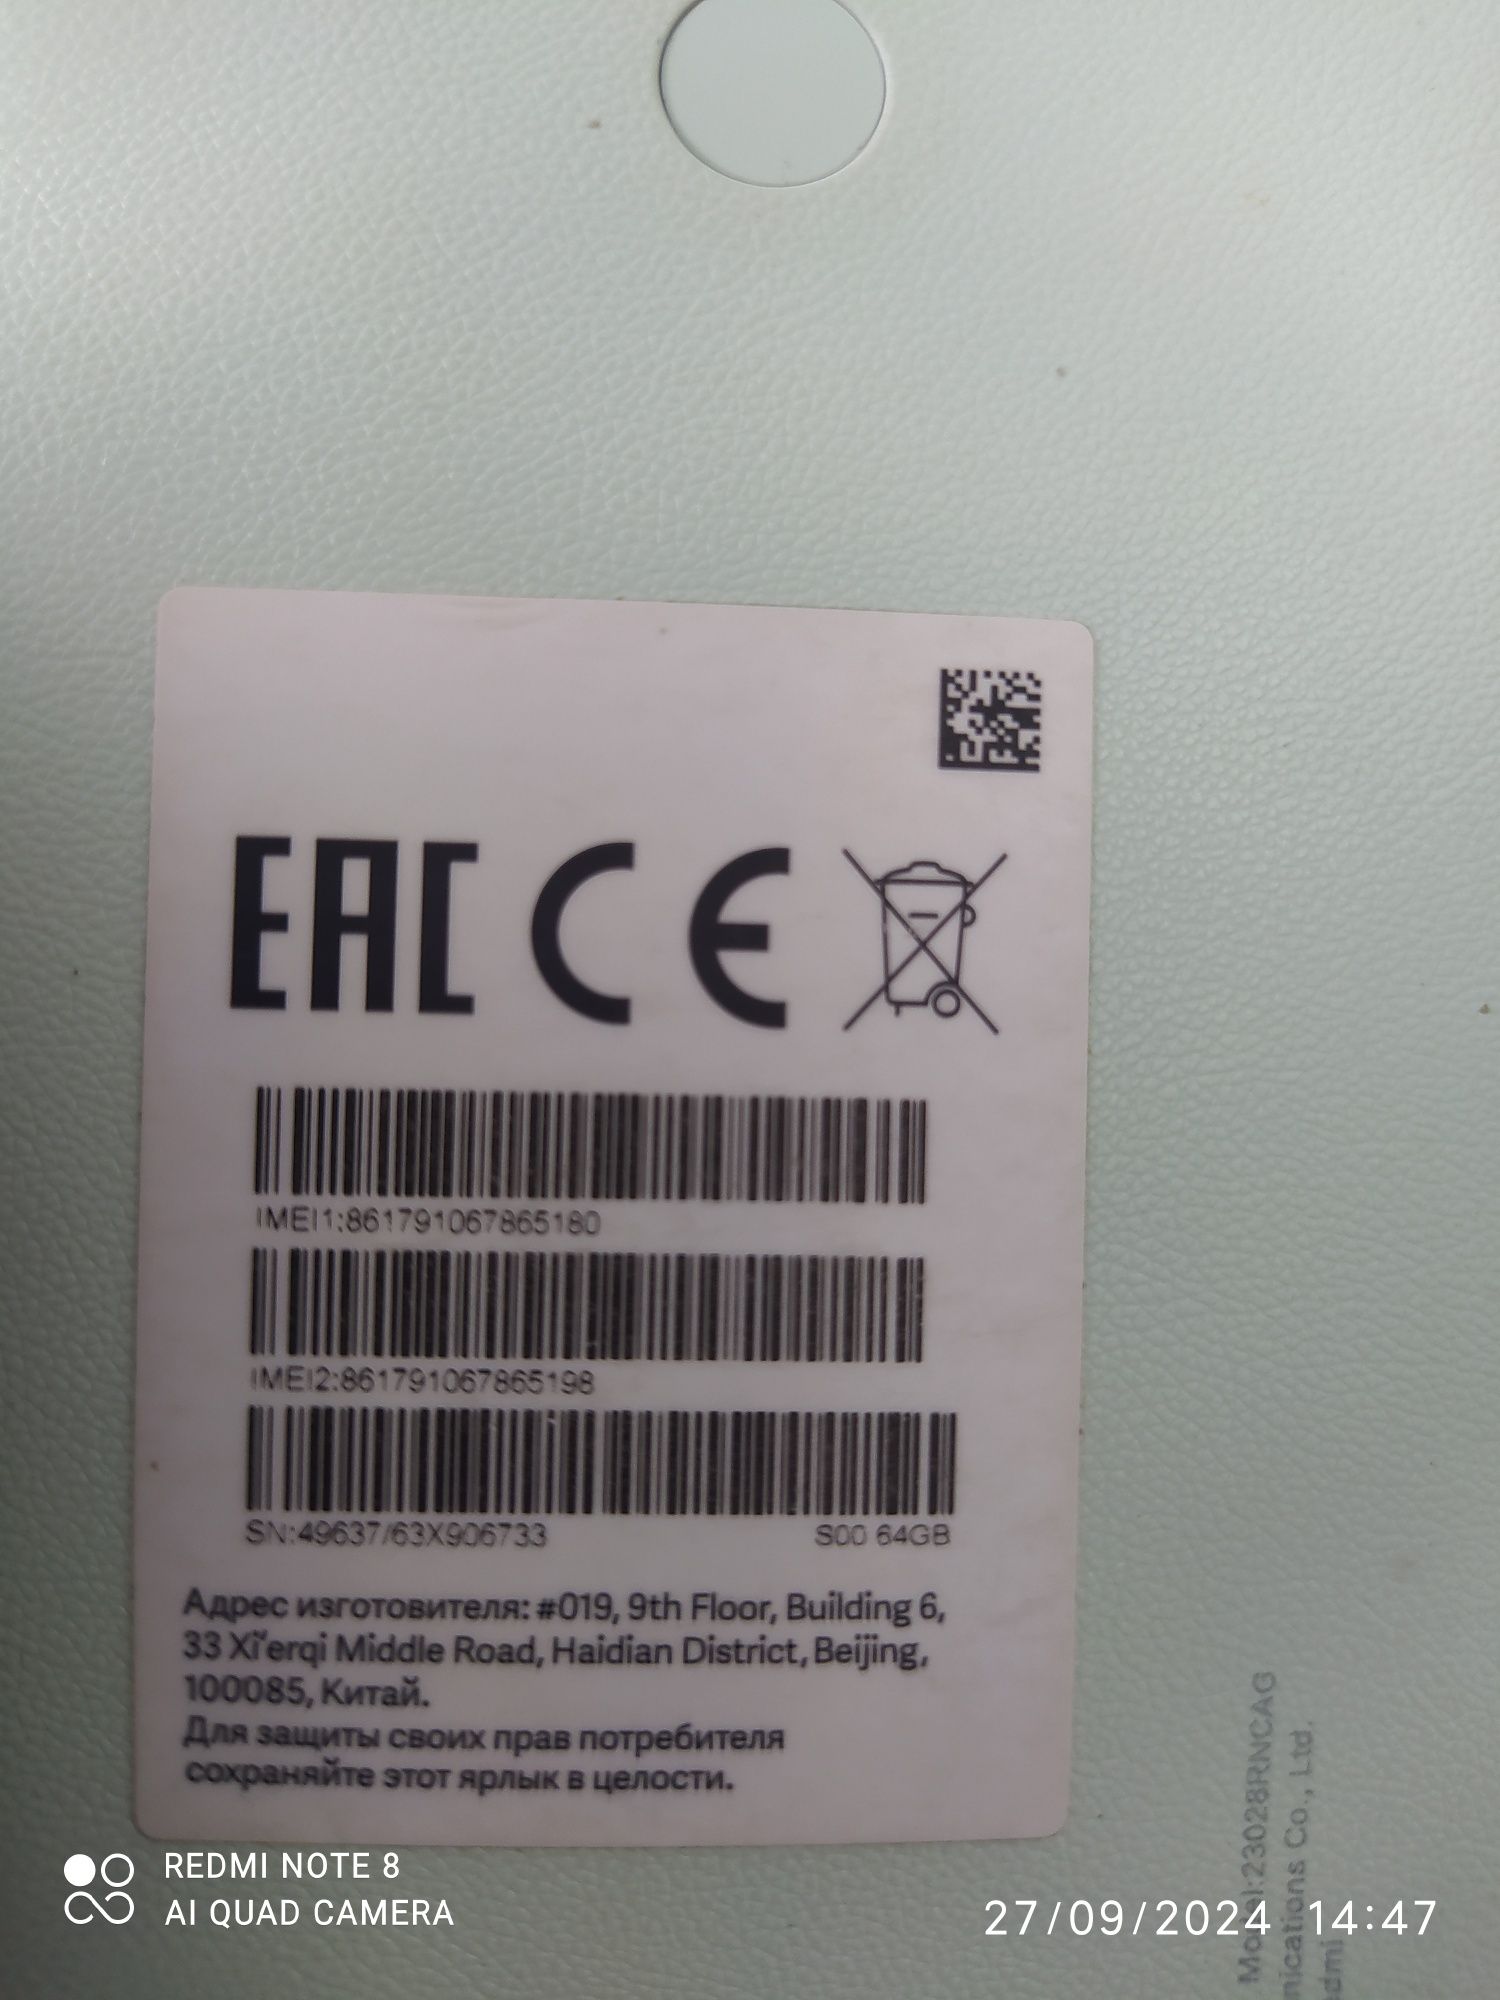 EAC CE
IMEI1:861791067865180
IMEI2:861791067865198
SN:49637/63X906733 S00 64GB
Адрес изготовителя: #019, 9th Floor, Building 6,
33 Xi'erqi Middle Road, Haidian District, Beijing,
100085, Китай.
Для защиты своих прав потребителя
сохраняйте этот ярлык в целости.
Model:23028RNCAG
nications Co., Ltd.
edmi
REDMI NOTE 8
AI QUAD CAMERA
27/09/2024 14:47